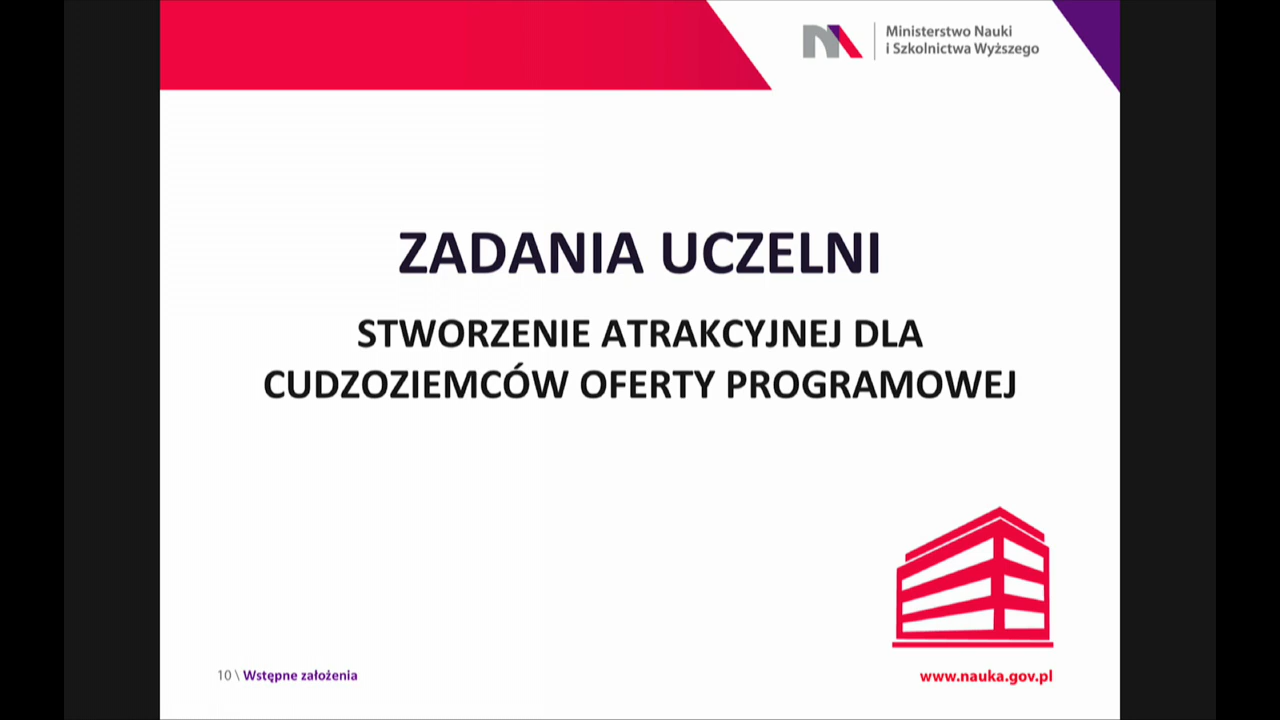 Ministerstwo Nauki
i Szkolnictwa Wyższego
ZADANIA UCZELNI
STWORZENIE ATRAKCYJNEJ DLA
CUDZOZIEMCÓW OFERTY PROGRAMOWEJ
10 \ Wstępne założenia
www.nauka.gov.pl